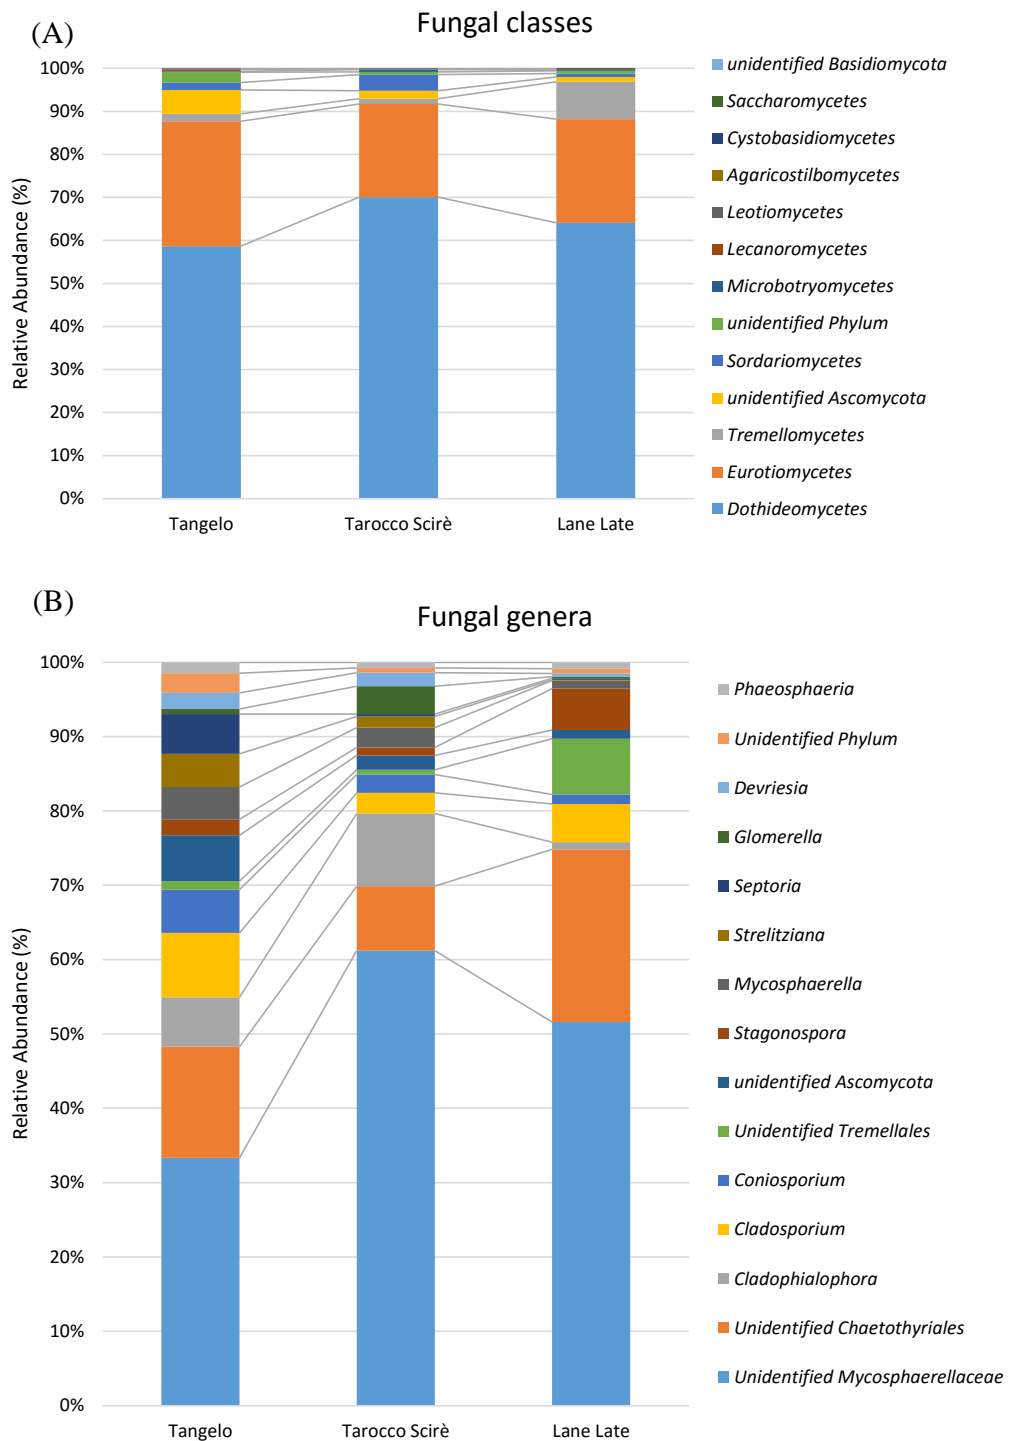 (A)
Fungal classes
Relative Abundance (%)
100%
90%
80%
70%
60%
50%
40%
30%
20%
10%
0%
Tangelo
Tarocco Scirè
Lane Late
unidentified Basidiomycota
Saccharomycetes
Cystobasidiomycetes
Agaricostilbomycetes
Leotiomycetes
Lecanoromycetes
Microbotryomycetes
unidentified Phylum
Sordariomycetes
unidentified Ascomycota
Tremellomycetes
Eurotiomycetes
Dothideomycetes
(B)
Fungal genera
Relative Abundance (%)
100%
90%
80%
70%
60%
50%
40%
30%
20%
10%
0%
Tangelo
Tarocco Scirè
Lane Late
Phaeosphaeria
Unidentified Phylum
Devriesia
Glomerella
Septoria
Strelitziana
Mycosphaerella
Stagonospora
unidentified Ascomycota
Unidentified Tremellales
Coniosporium
Cladosporium
Cladophialophora
Unidentified Chaetothyriales
Unidentified Mycosphaerellaceae